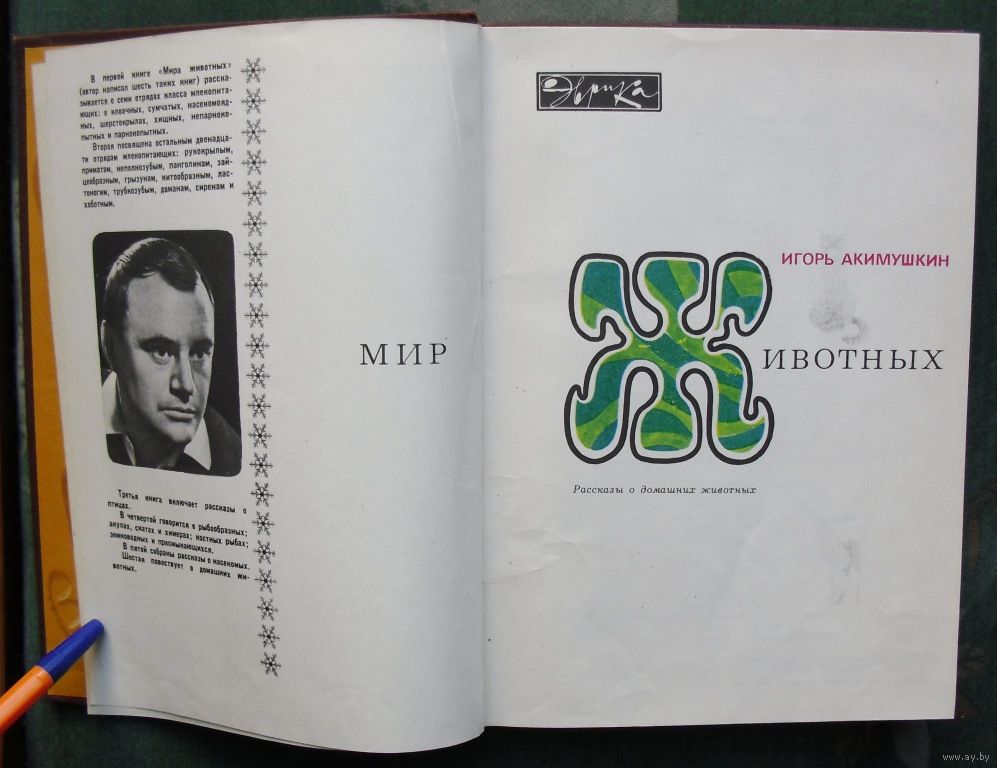 В первой книге «Мира животных»
(автор написал шесть таких книг) расска-
зывается о семи отрядах класса млекопита-
ющих: о клоачных, сумчатых, насекомояд-
ных, шерстокрылах, хищных, непарноко-
пытных и парнокопытных.
Вторая посвящена остальным двенадца-
ти отрядам млекопитающих: рукокрылым,
приматам, неполнозубым, панголинам, зай-
цеобразным, грызунам, китообразным, лас-
тоногим, трубкозубым, даманам, сиренам и
хоботным.
Третья книга включает рассказы о
птицах.
В четвертой говорится о рыбообразных;
акулах, скатах и химерах; костных рыбах;
земноводных и пресмыкающихся.
В пятой собраны рассказы о насекомых.
Шестая повествует о домашних жи-
вотных.
МИР
Эврика
ИГОРЬ АКИМУШКИН
ЖИВОТНЫХ
Рассказы о домашних животных
www.ay.by